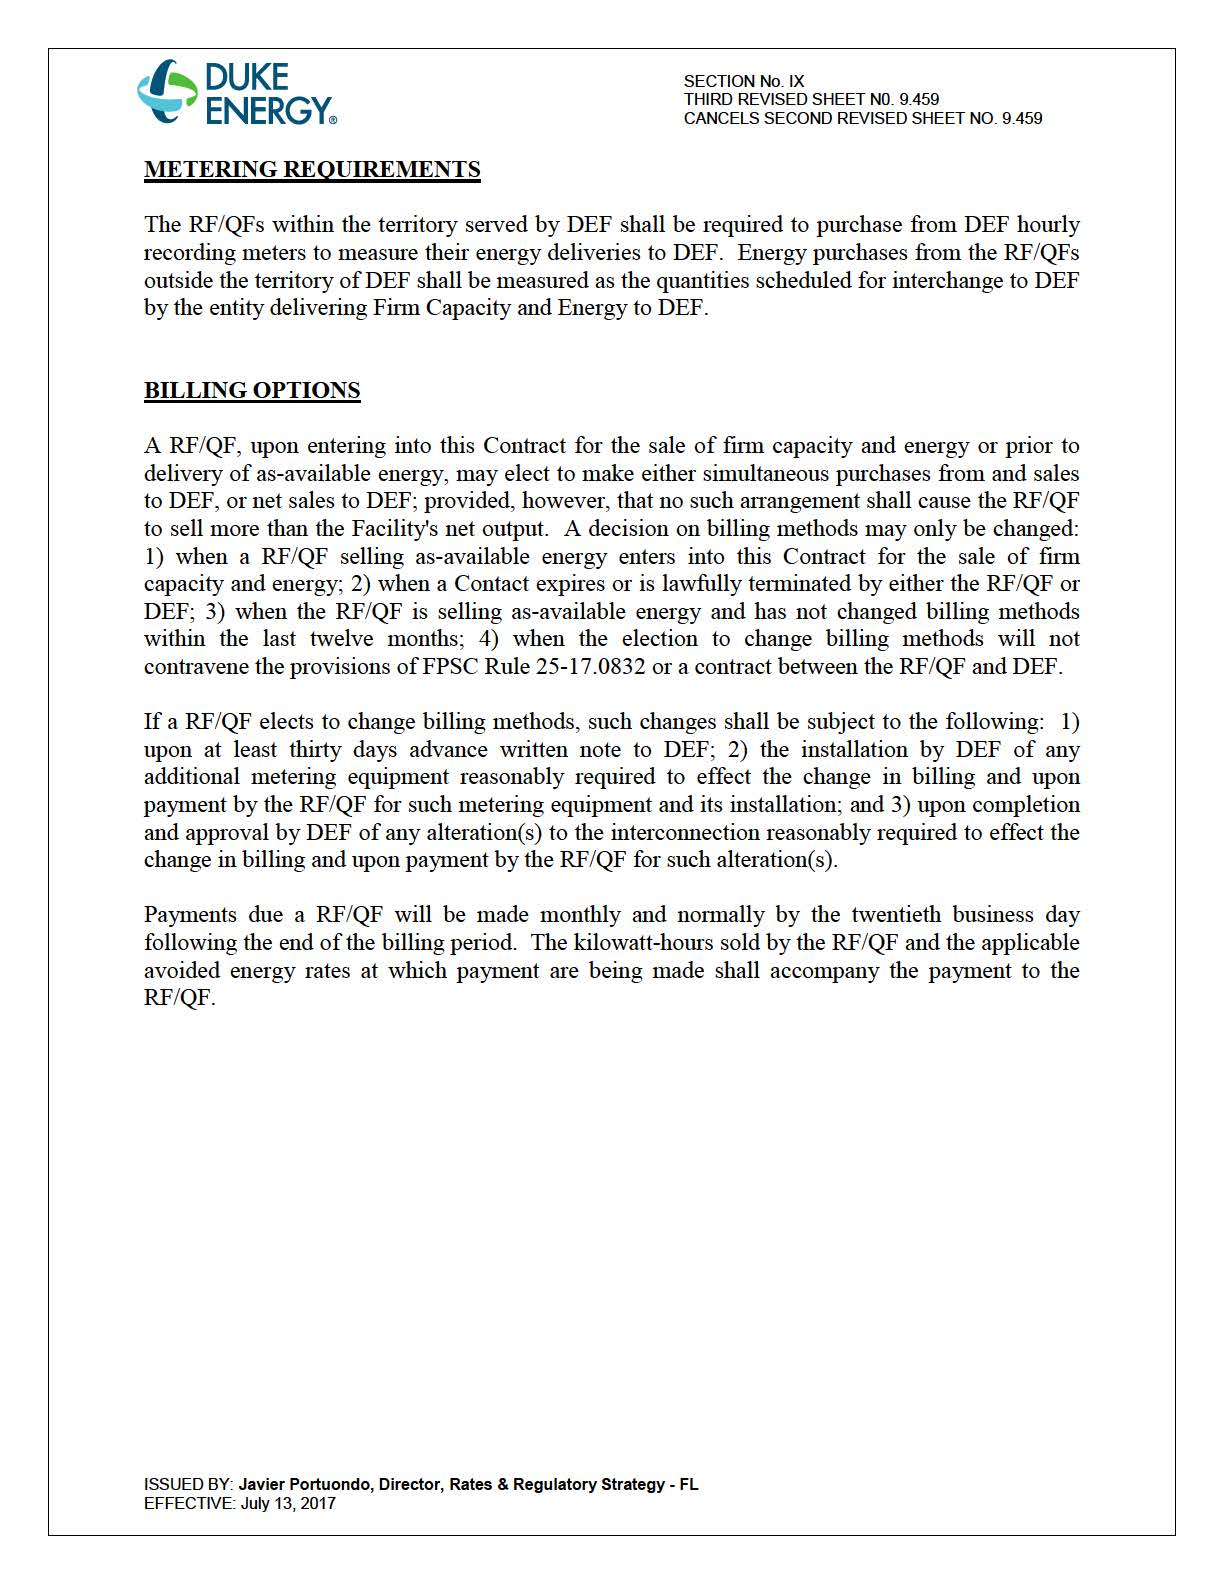 DUKE
ENERGY®
SECTION No. IX
THIRD REVISED SHEET N0. 9.459
CANCELS SECOND REVISED SHEET NO. 9.459
METERING REQUIREMENTS
The RF/QFs within the territory served by DEF shall be required to purchase from DEF hourly
recording meters to measure their energy deliveries to DEF.  Energy purchases from the RF/QFs
outside the territory of DEF shall be measured as the quantities scheduled for interchange to DEF
by the entity delivering Firm Capacity and Energy to DEF.
BILLING OPTIONS
A RF/QF, upon entering into this Contract for the sale of firm capacity and energy or prior to
delivery of as-available energy, may elect to make either simultaneous purchases from and sales
to DEF, or net sales to DEF; provided, however, that no such arrangement shall cause the RF/QF
to sell more than the Facility's net output.  A decision on billing methods may only be changed:
1) when a RF/QF selling as-available energy enters into this Contract for the sale of firm
capacity and energy; 2) when a Contact expires or is lawfully terminated by either the RF/QF or
DEF; 3) when the RF/QF is selling as-available energy and has not changed billing methods
within the last twelve months; 4) when the election to change billing methods will not
contravene the provisions of FPSC Rule 25-17.0832 or a contract between the RF/QF and DEF.
If a RF/QF elects to change billing methods, such changes shall be subject to the following:  1)
upon at least thirty days advance written note to DEF; 2) the installation by DEF of any
additional metering equipment reasonably required to effect the change in billing and upon
payment by the RF/QF for such metering equipment and its installation; and 3) upon completion
and approval by DEF of any alteration(s) to the interconnection reasonably required to effect the
change in billing and upon payment by the RF/QF for such alteration(s).
Payments due a RF/QF will be made monthly and normally by the twentieth business day
following the end of the billing period.  The kilowatt-hours sold by the RF/QF and the applicable
avoided energy rates at which payment are being made shall accompany the payment to the
RF/QF.
ISSUED BY: Javier Portuondo, Director, Rates & Regulatory Strategy - FL
EFFECTIVE: July 13, 2017